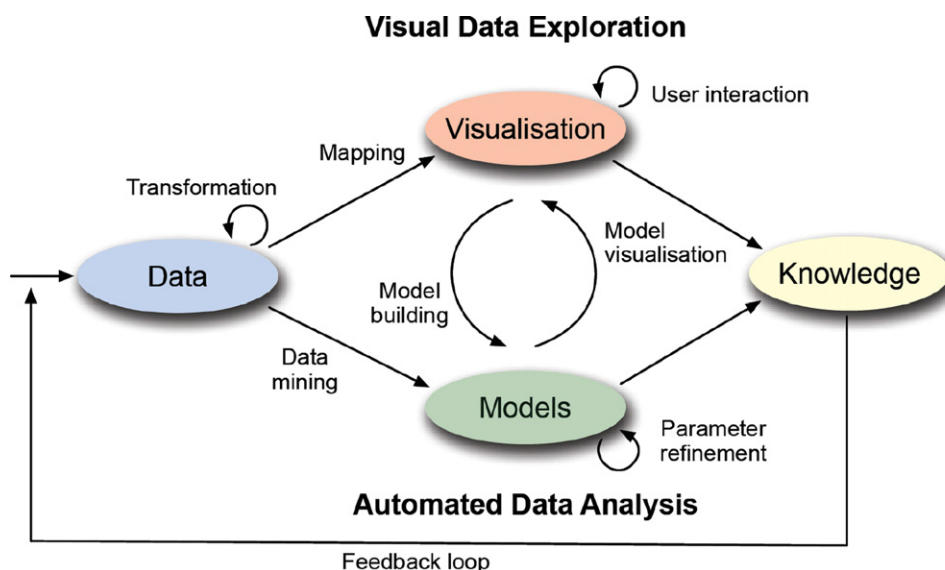 Visual Data Exploration
User interaction
Visualisation
Mapping
Transformation
Model
visualisation
Data
Knowledge
Model
building
Data
mining
Models
Parameter
refinement
Automated Data Analysis
Feedback loop